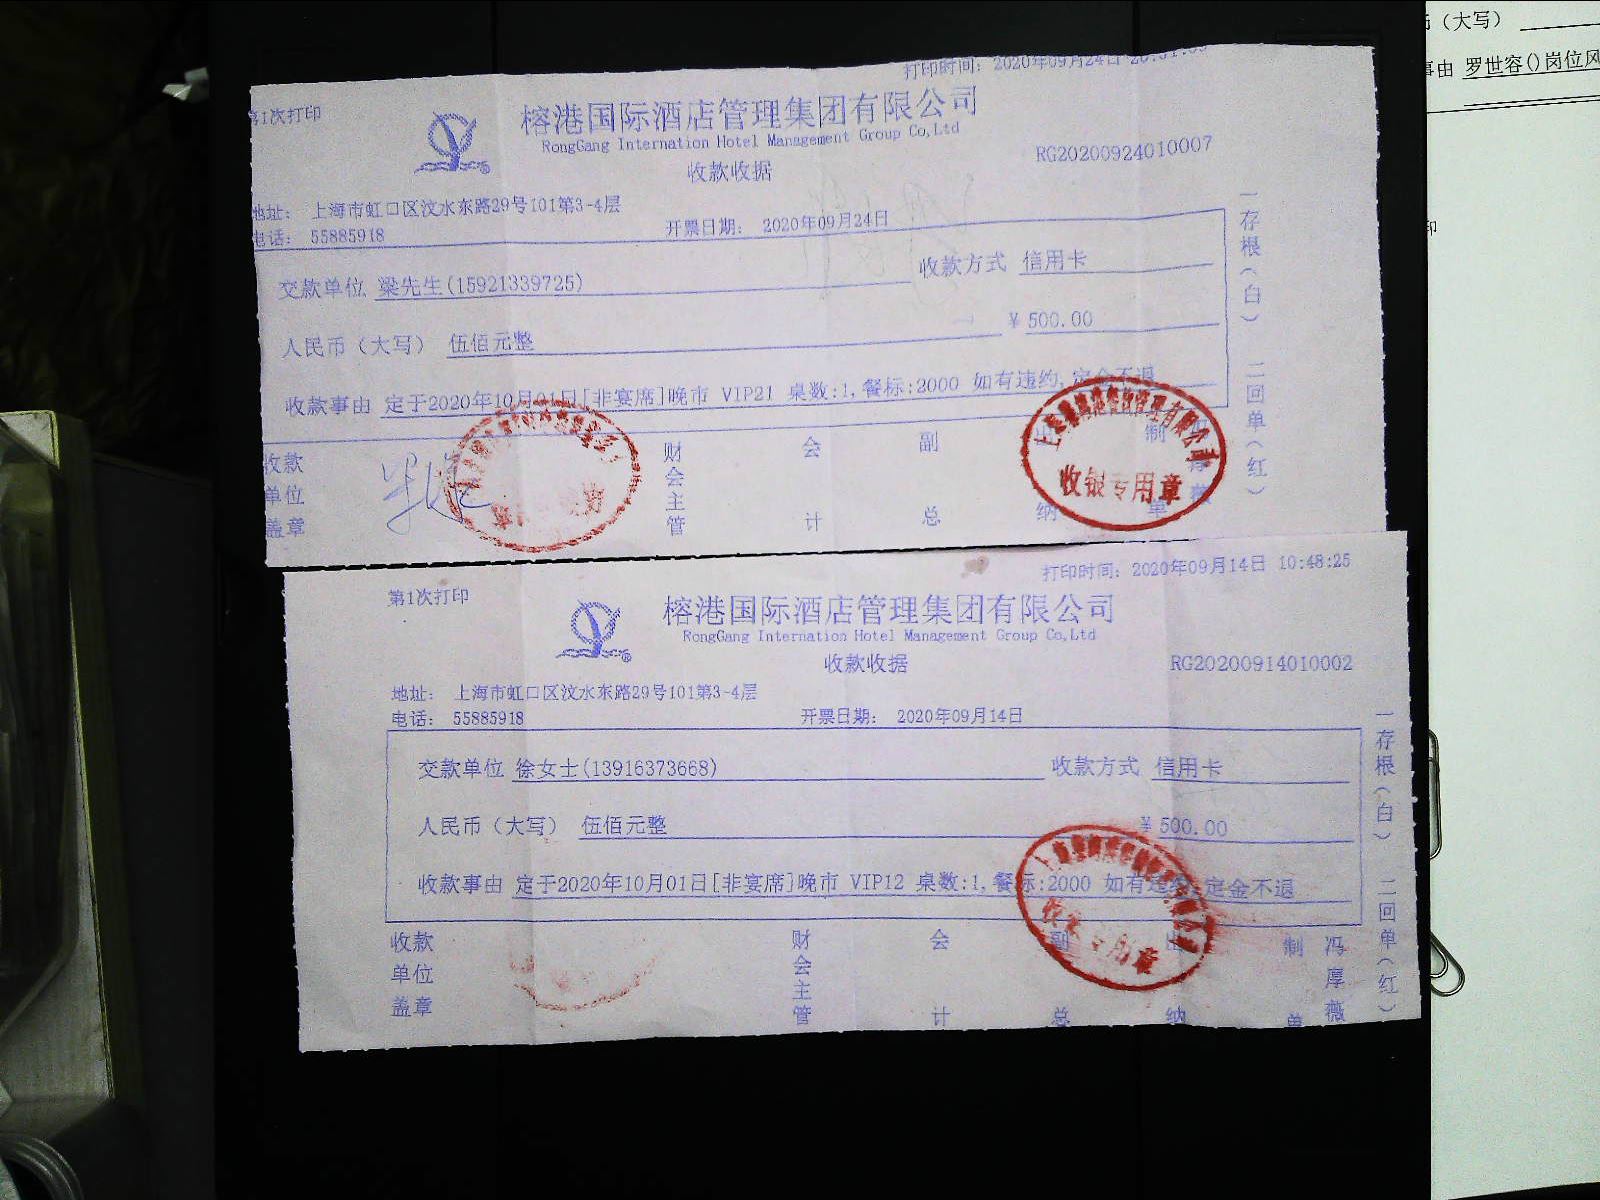 第1次打印
打印时间: 2020年09月24日
榕港国际酒店管理集团有限公司
RongGang Internation Hotel Management Group Co,Ltd
收款收据
RG20200924010007
地址: 上海市虹口区汶水东路29号101第3-4层
电话: 55885918
开票日期: 2020年09月24日
交款单位 梁先生(15921339725)
收款方式 信用卡
人民币（大写） 伍佰元整
¥ 500.00
收款事由 定于2020年10月01日[非宴席]晚市 VIP21 桌数:1,餐标:2000 如有违约,定金不退
收款单位盖章
财会主管
会计
副总
出纳
制单
收银专用章
一存根(白) 二回单(红)
第1次打印
打印时间: 2020年09月14日 10:48:25
榕港国际酒店管理集团有限公司
RongGang Internation Hotel Management Group Co,Ltd
收款收据
RG20200914010002
地址: 上海市虹口区汶水东路29号101第3-4层
电话: 55885918
开票日期: 2020年09月14日
交款单位 徐女士(13916373668)
收款方式 信用卡
人民币（大写） 伍佰元整
¥ 500.00
收款事由 定于2020年10月01日[非宴席]晚市 VIP12 桌数:1,餐标:2000 如有违约,定金不退
收款单位盖章
财会主管
会计
副总
出纳
制单
冯厚薇
一存根(白) 二回单(红)
（大写）
事由 罗世容()岗位风
印